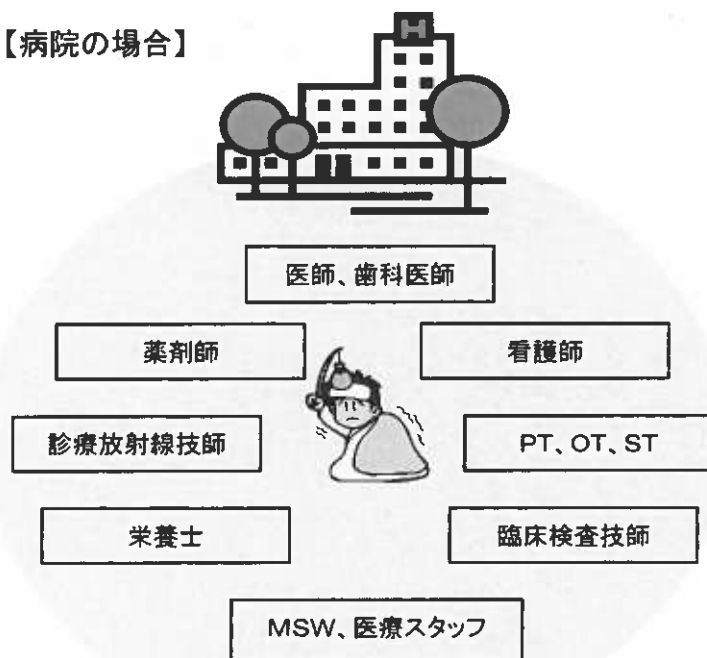 【病院の場合】
H
医師、歯科医師
薬剤師
看護師
診療放射線技師
PT、OT、ST
栄養士
臨床検査技師
MSW、医療スタッフ